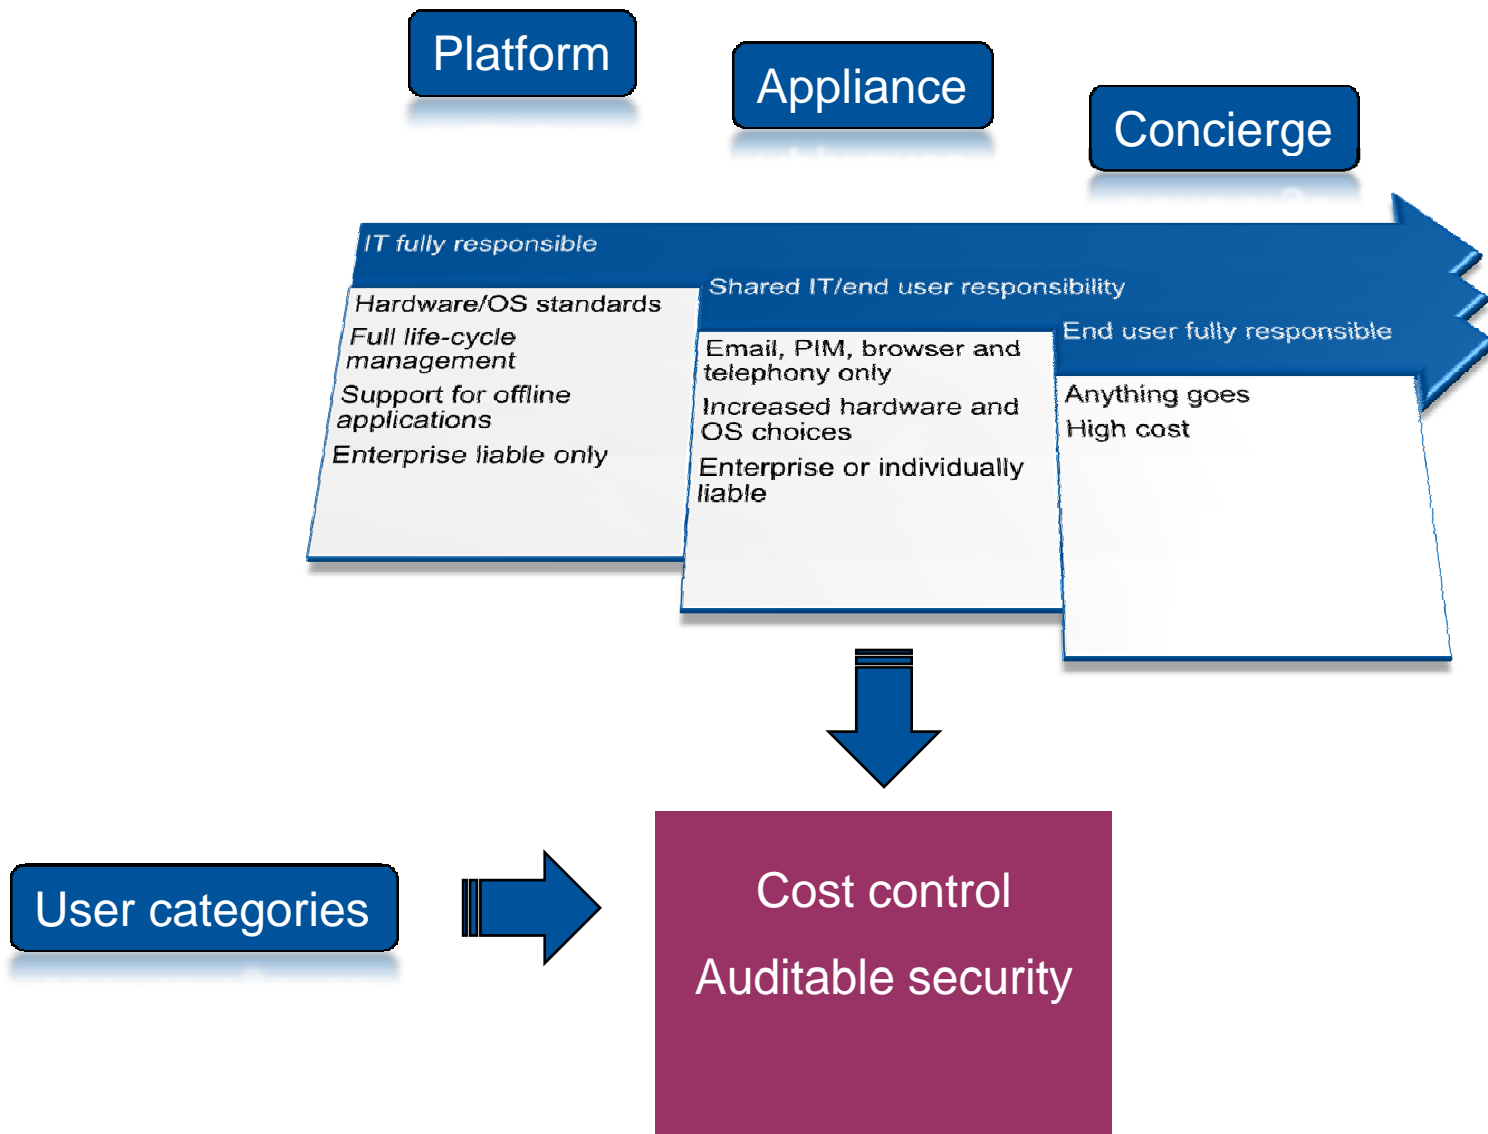 Platform
Appliance
Concierge
IT fully responsible
Hardware/OS standards
Full life-cycle
management
Support for offline
applications
Enterprise liable only
Shared IT/end user responsibility
Email, PIM, browser and
telephony only
Increased hardware and
OS choices
Enterprise or individually
liable
End user fully responsible
Anything goes
High cost
User categories
Cost control
Auditable security